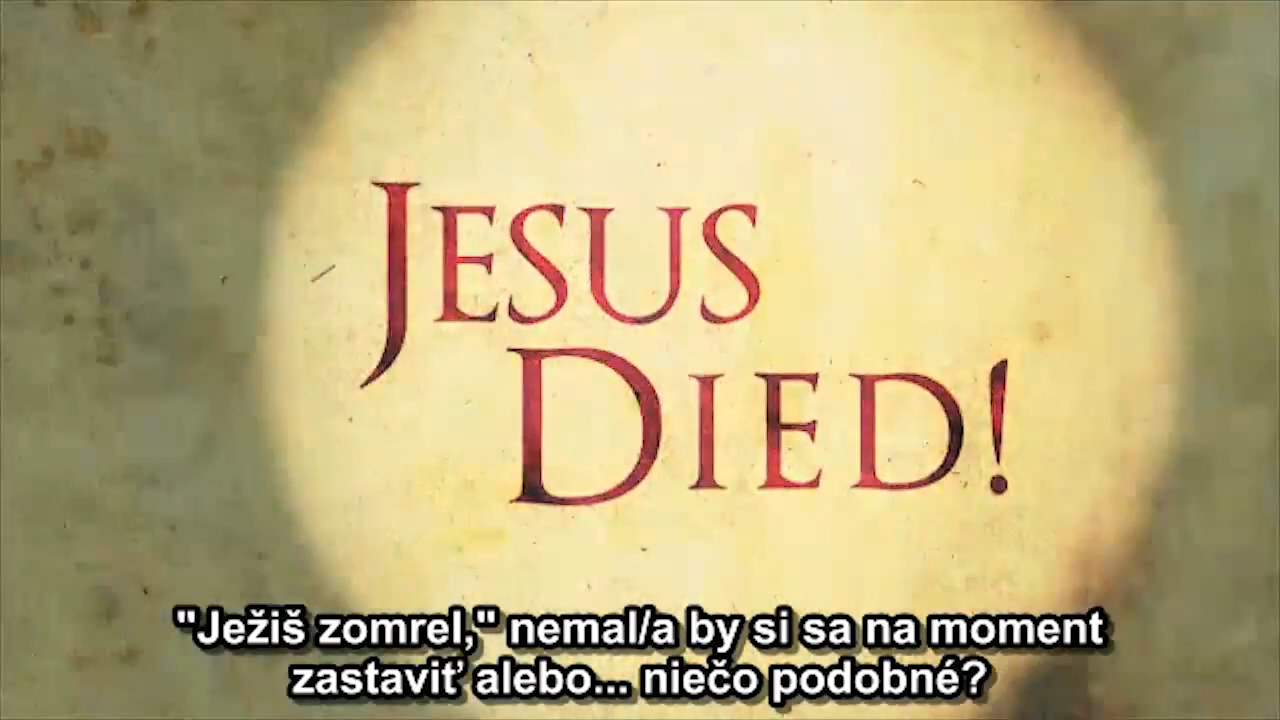 JESUS
DIED!
"Ježiš zomrel," nemal/a by si sa na moment
zastaviť alebo... niečo podobné?